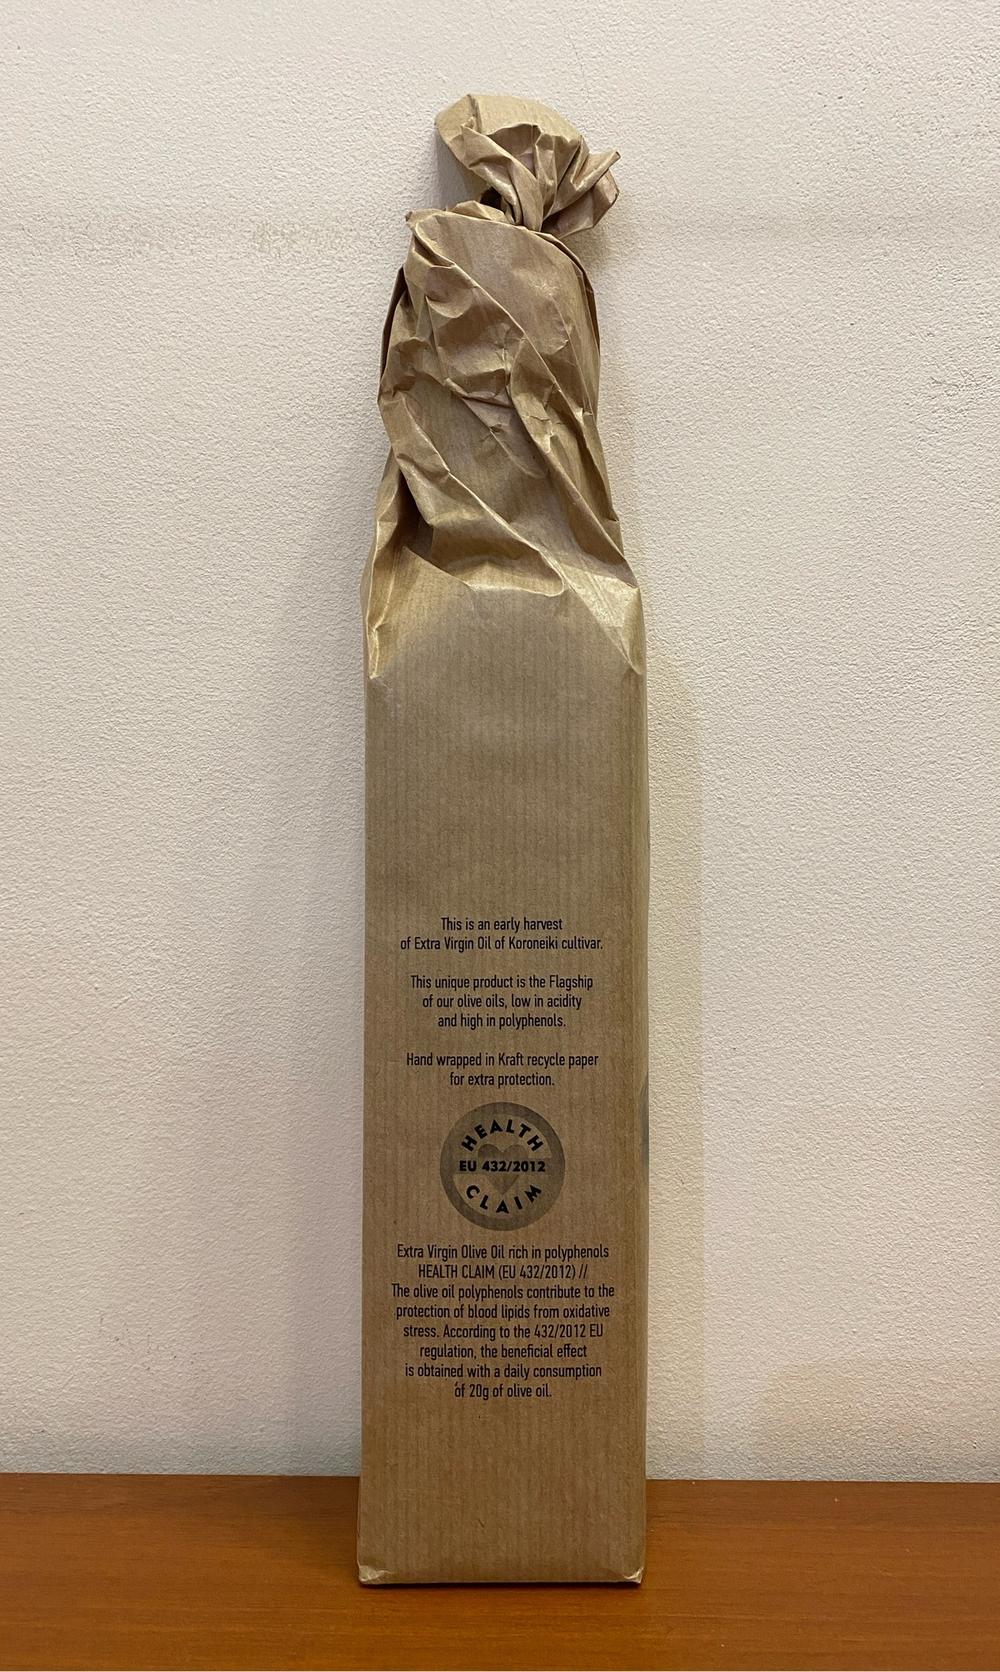 This is an early harvest
of Extra Virgin Oil of Koroneiki cultivar.
This unique product is the Flagship
of our olive oils, low in acidity
and high in polyphenols.
Hand wrapped in Kraft recycle paper
for extra protection.
HEALTH
EU 432/2012
CLAIM
Extra Virgin Olive Oil rich in polyphenols
HEALTH CLAIM (EU 432/2012) //
The olive oil polyphenols contribute to the
protection of blood lipids from oxidative
stress. According to the 432/2012 EU
regulation, the beneficial effect
is obtained with a daily consumption
of 20g of olive oil.